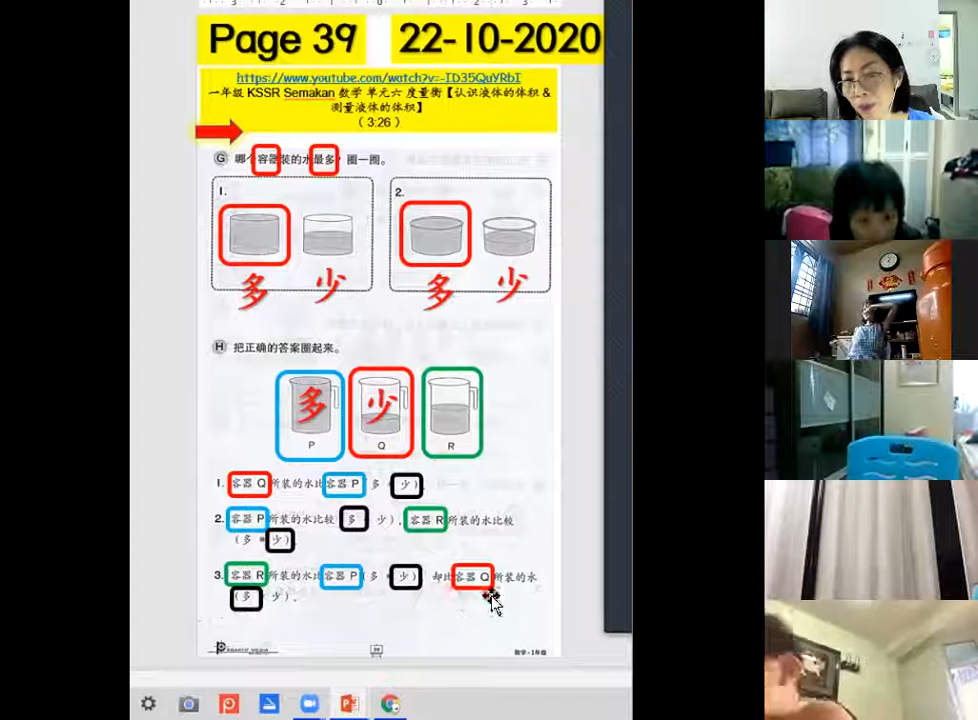 Page 39
22-10-2020
https://www.youtube.com/watch?v=-ID35QuYRbI
一年级 KSSR Semakan 数学 单元六 度量衡【认识液体的体积 &
测量液体的体积】
( 3:26 )
G 哪个容器装的水最多? 圈一圈。
1.
2.
多 少
多 少
H 把正确的答案圈起来。
多 少
P Q R
1. 容器 Q 所装的水比容器 P (多 少)。
2. 容器 P 所装的水比较 (多 少), 容器 R 所装的水比较
(多 少)。
3. 容器 R 所装的水比容器 P (多 少) 却比容器 Q 所装的水
(多 少)。
39
数学·1年级